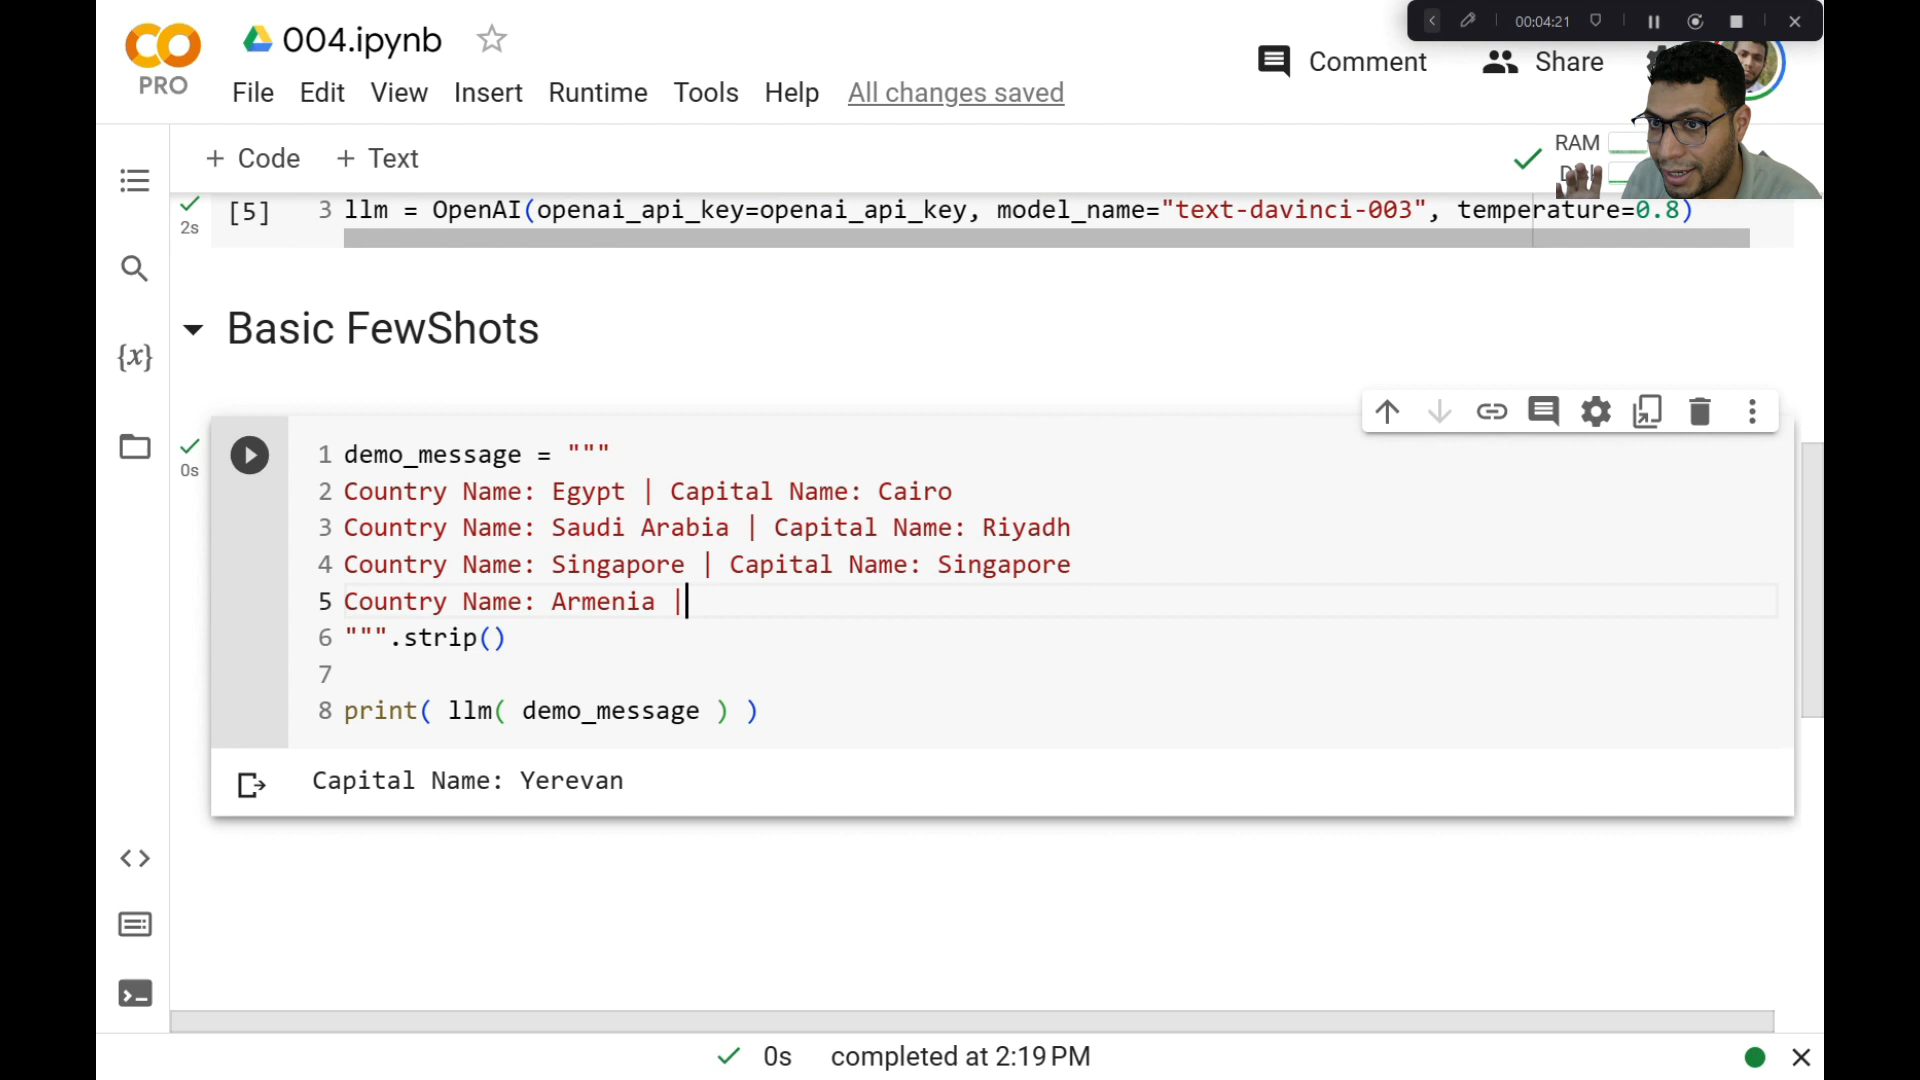 00:04:21
PRO
004.ipynb
File Edit View Insert Runtime Tools Help All changes saved
Comment
Share
+ Code + Text
RAM
2s
[5]
3 llm = OpenAI(openai_api_key=openai_api_key, model_name="text-davinci-003", temperature=0.8)
{x}
Basic FewShots
0s
1 demo_message = """
2 Country Name: Egypt | Capital Name: Cairo
3 Country Name: Saudi Arabia | Capital Name: Riyadh
4 Country Name: Singapore | Capital Name: Singapore
5 Country Name: Armenia |
6 """.strip()
7
8 print( llm( demo_message ) )
Capital Name: Yerevan
0s completed at 2:19 PM